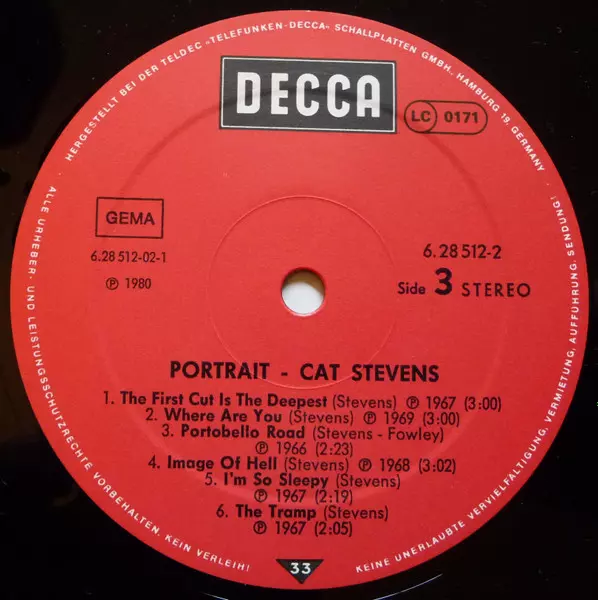 HERGESTELLT BEI DER TELDEC »TELEFUNKEN-DECCA« SCHALLPLATTEN GMBH. HAMBURG 19, GERMANY
DECCA
LC 0171
GEMA
6.28 512-02-1
℗ 1980
6.28 512-2
Side 3 STEREO
PORTRAIT - CAT STEVENS
1. The First Cut Is The Deepest (Stevens) ℗ 1967 (3:00)
2. Where Are You (Stevens) ℗ 1969 (3:00)
3. Portobello Road (Stevens - Fowley)
℗ 1966 (2:23)
4. Image Of Hell (Stevens) ℗ 1968 (3:02)
5. I'm So Sleepy (Stevens)
℗ 1967 (2:19)
6. The Tramp (Stevens)
℗ 1967 (2:05)
33
ALLE URHEBER- UND LEISTUNGSSCHUTZRECHTE VORBEHALTEN. KEIN VERLEIH!
KEINE UNERLAUBTE VERVIELFÄLTIGUNG, VERMIETUNG, AUFFÜHRUNG, SENDUNG!